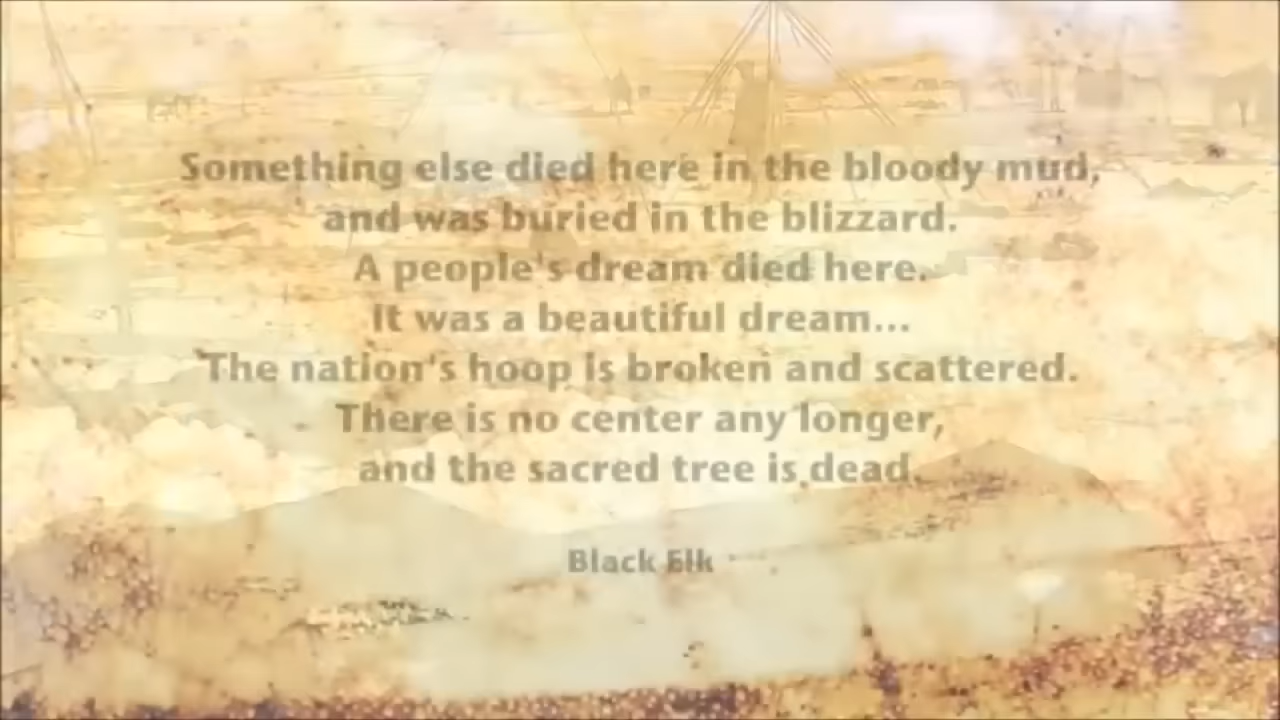 Something else died here in the bloody mud,
and was buried in the blizzard.
A people's dream died here.
It was a beautiful dream...
The nation's hoop is broken and scattered.
There is no center any longer,
and the sacred tree is dead.
Black Elk